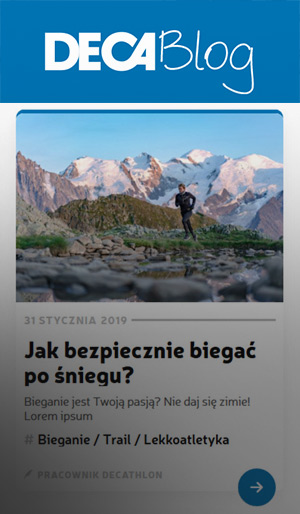 DECABlog
31 STYCZNIA 2019
Jak bezpiecznie biegać
po śniegu?
Bieganie jest Twoją pasją? Nie daj się zimie!
Lorem ipsum
# Bieganie / Trail / Lekkoatletyka
PRACOWNIK DECATHLON